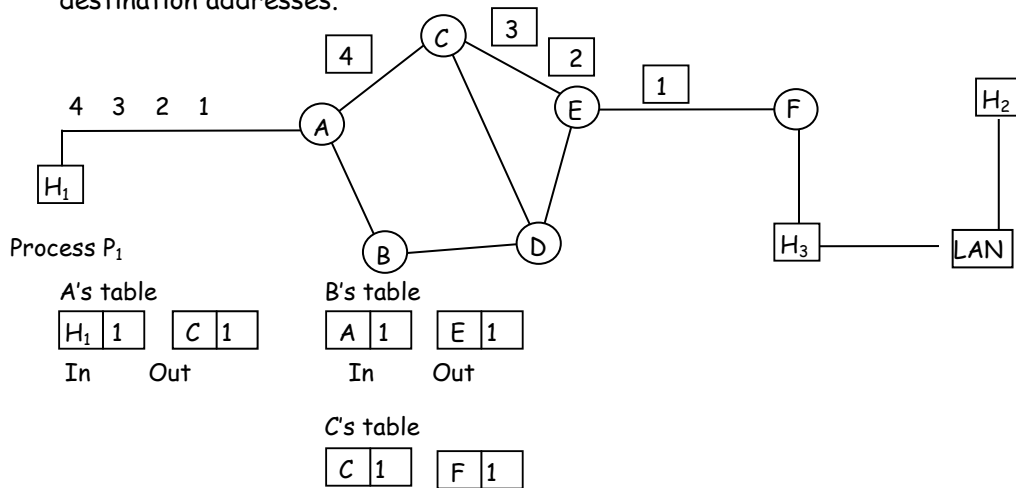 destination addresses.
C
3
4
2
1
4 3 2 1
A
E
F
H₂
H₁
B
D
H₃
LAN
Process P₁
A's table
B's table
H₁ 1 C 1
A 1 E 1
In Out
In Out
C's table
C 1 F 1